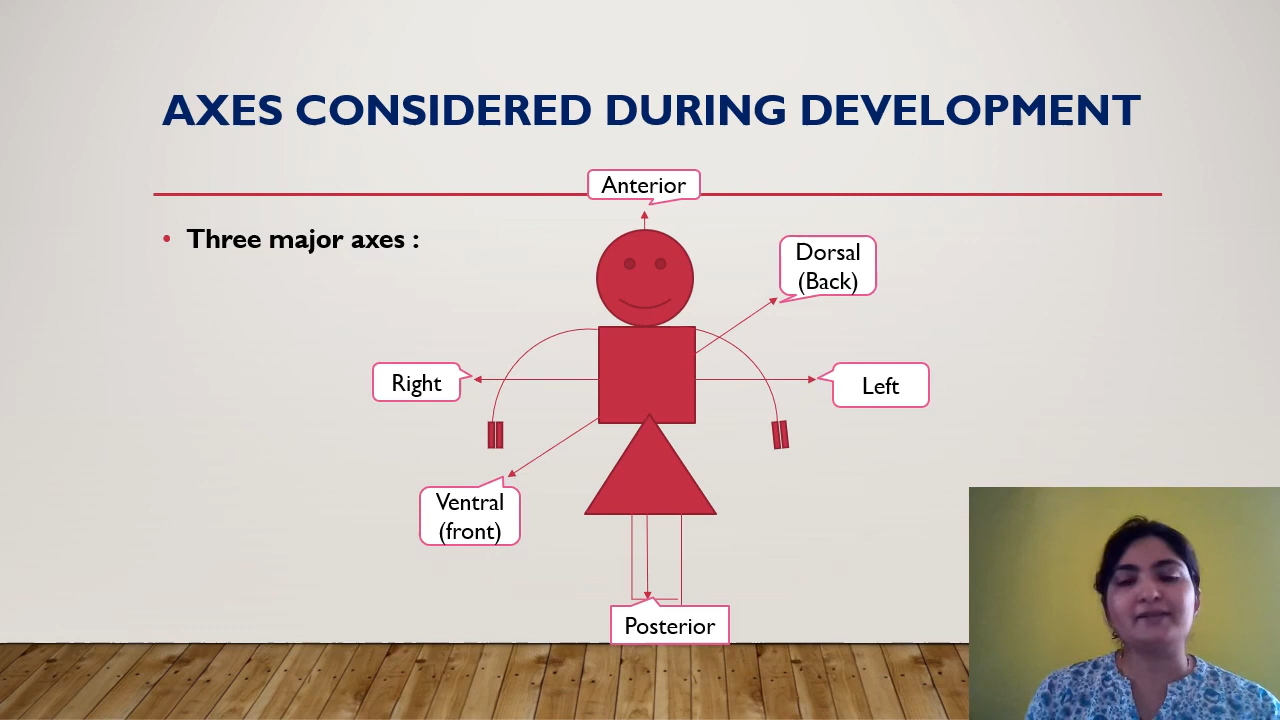 AXES CONSIDERED DURING DEVELOPMENT
Anterior
• Three major axes :
Dorsal
(Back)
Right
Left
Ventral
(front)
Posterior